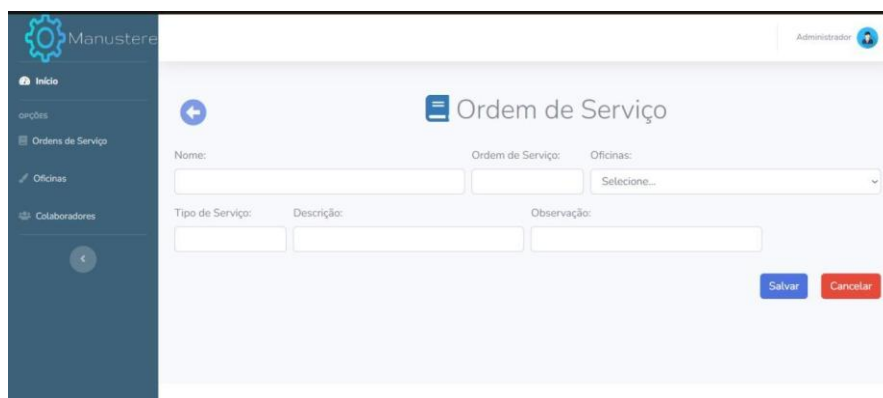 Manustere
Administrador
Início
OPÇÕES
Ordens de Serviço
Oficinas
Colaboradores
Ordem de Serviço
Nome: Ordem de Serviço: Oficinas:
Selecione...
Tipo de Serviço: Descrição: Observação:
Salvar Cancelar